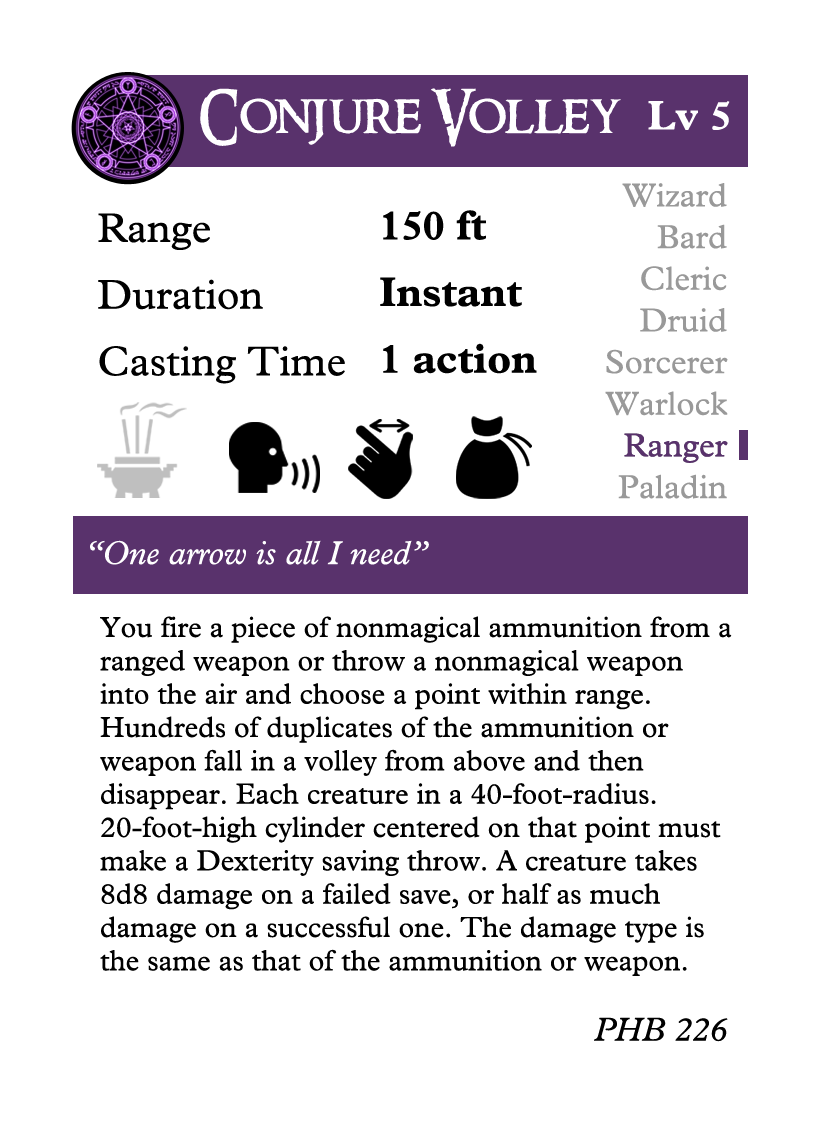 Conjure Volley Lv 5
Range 150 ft
Duration Instant
Casting Time 1 action
Wizard
Bard
Cleric
Druid
Sorcerer
Warlock
Ranger
Paladin
“One arrow is all I need”
You fire a piece of nonmagical ammunition from a
ranged weapon or throw a nonmagical weapon
into the air and choose a point within range.
Hundreds of duplicates of the ammunition or
weapon fall in a volley from above and then
disappear. Each creature in a 40-foot-radius.
20-foot-high cylinder centered on that point must
make a Dexterity saving throw. A creature takes
8d8 damage on a failed save, or half as much
damage on a successful one. The damage type is
the same as that of the ammunition or weapon.
PHB 226